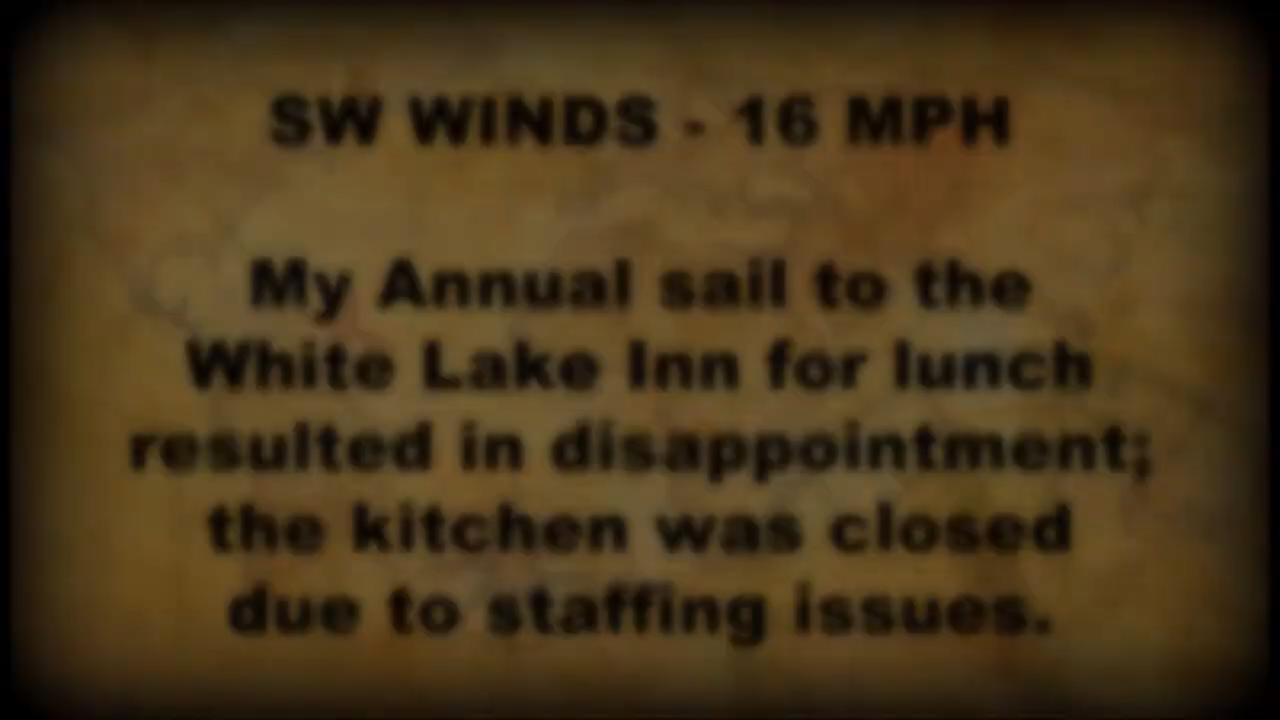 SW WINDS - 16 MPH
My Annual sail to the
White Lake Inn for lunch
resulted in disappointment;
the kitchen was closed
due to staffing issues.